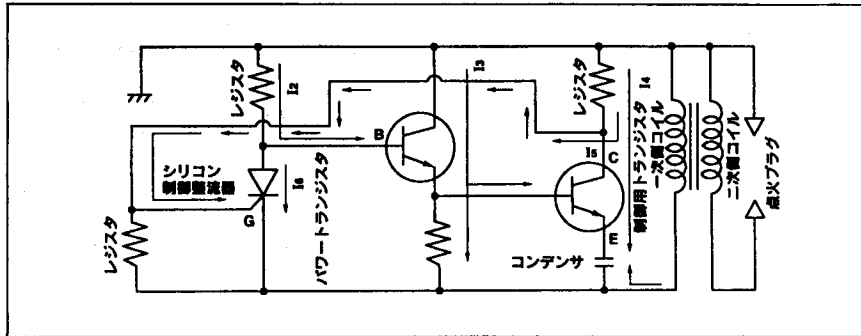 レジスタ
I2
I3
レジスタ
I4
B
I5
C
シリコン
制御整流器
I6
パワートランジスタ
制御用トランジスタ
一次側コイル
二次側コイル
点火プラグ
G
E
レジスタ
コンデンサ